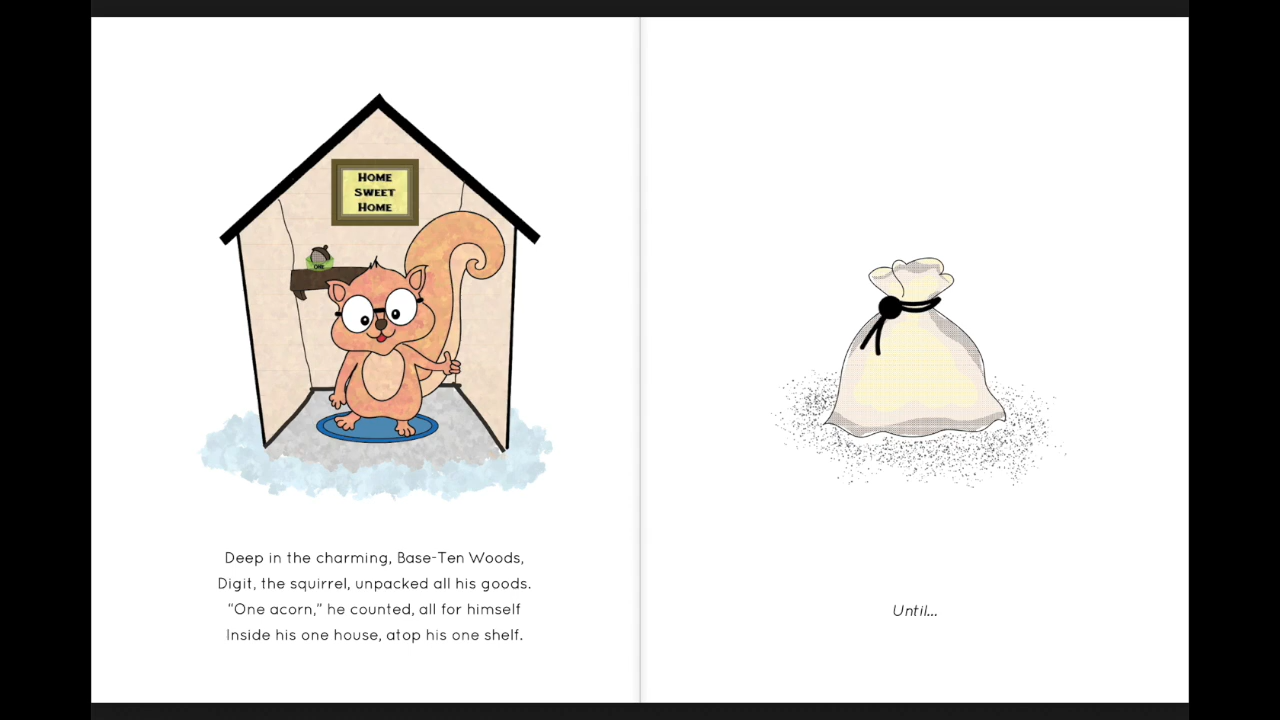 HOME
SWEET
HOME
ONE
Deep in the charming, Base-Ten Woods,
Digit, the squirrel, unpacked all his goods.
"One acorn," he counted, all for himself
Inside his one house, atop his one shelf.
Until...